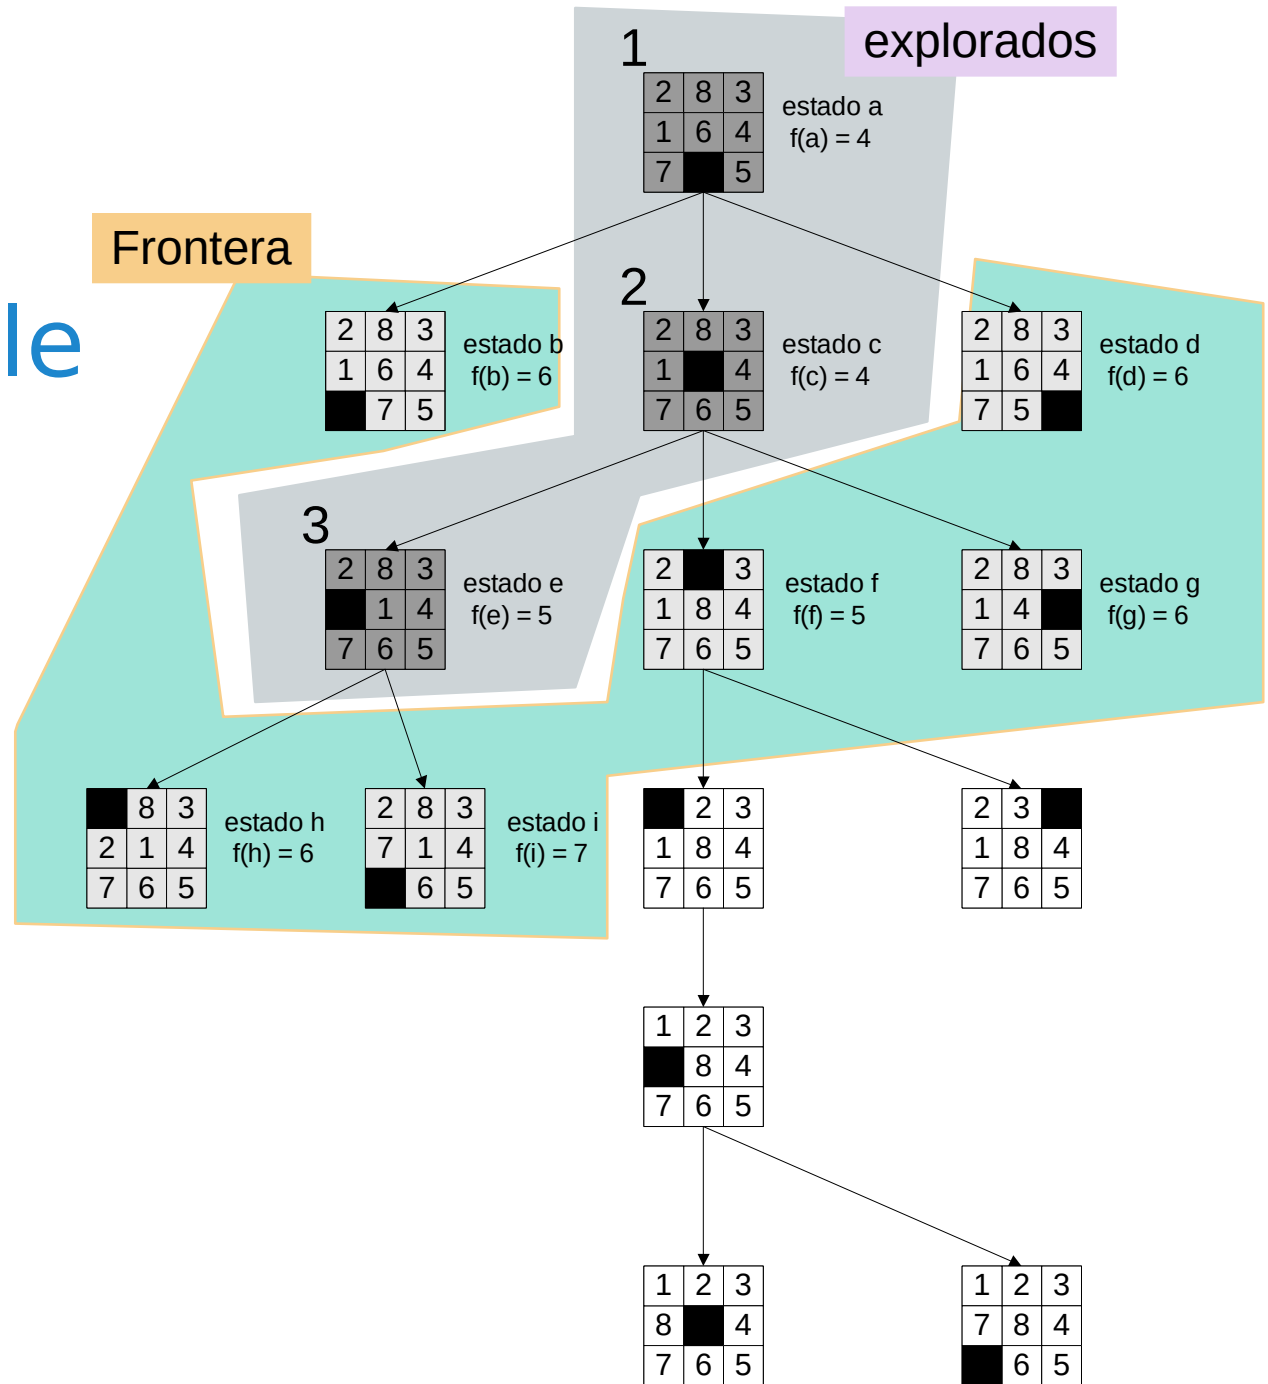 explorados
1
2 8 3
1 6 4
7 5
estado a
f(a) = 4
Frontera
le
2 8 3
1 6 4
7 5
estado b
f(b) = 6
2
2 8 3
1 4
7 6 5
estado c
f(c) = 4
2 8 3
1 6 4
7 5
estado d
f(d) = 6
3
2 8 3
1 4
7 6 5
estado e
f(e) = 5
2 3
1 8 4
7 6 5
estado f
f(f) = 5
2 8 3
1 4
7 6 5
estado g
f(g) = 6
8 3
2 1 4
7 6 5
estado h
f(h) = 6
2 8 3
7 1 4
6 5
estado i
f(i) = 7
2 3
1 8 4
7 6 5
2 3
1 8 4
7 6 5
1 2 3
8 4
7 6 5
1 2 3
8 4
7 6 5
1 2 3
7 8 4
6 5